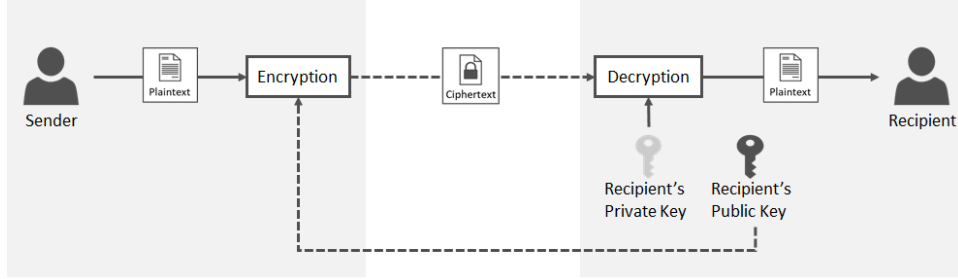 Sender
Plaintext
Encryption
Ciphertext
Decryption
Plaintext
Recipient
Recipient's
Private Key
Recipient's
Public Key